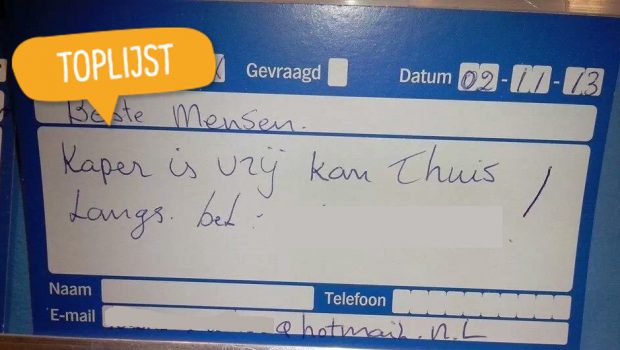 TOPLIJST
Gevraagd Datum 02-11-13
Beste Mensen.
Kaper is vrij kan Thuis /
Langs. bel:
Naam Telefoon
E-mail @hotmail.n.L